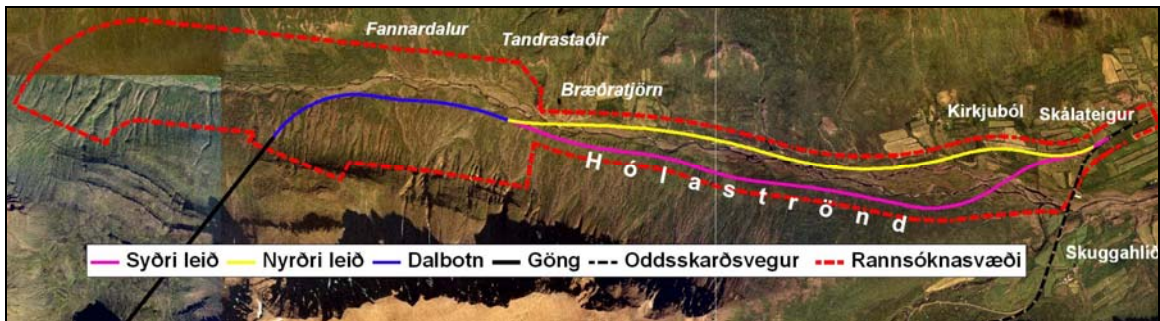 Fannardalur
Tandrastaðir
Bræðratjörn
Kirkjuból
Skálateigur
Hólaströnd
Skuggahlíð
Syðri leið Nyrðri leið Dalbotn Göng Oddsskarðsvegur Rannsóknasvæði